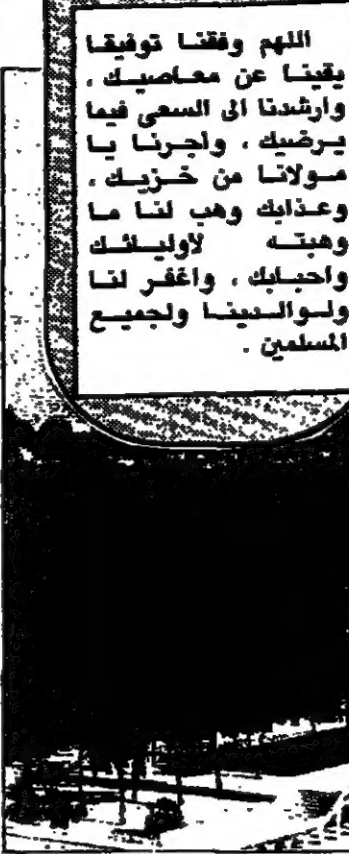 اللهم وفقنا توفيقا
يقينا عن معاصيك ،
وارشدنا الى السعى فيما
يرضيك ، واجرنا يا
مولانا من خزيك ،
وعذابك وهب لنا ما
وهبته لاوليائك
واحبابك ، واغفر لنا
ولوالدينا ولجميع
المسلمين .